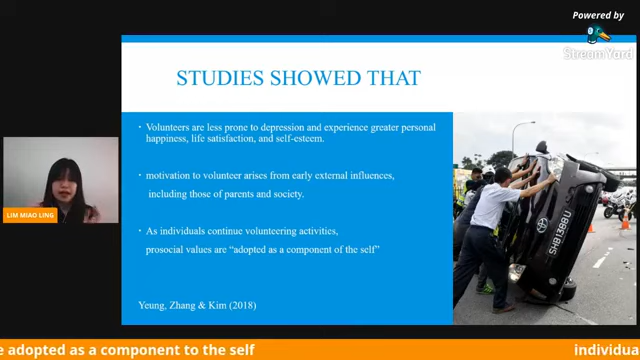 Powered by
StreamYard
STUDIES SHOWED THAT
• Volunteers are less prone to depression and experience greater personal
happiness, life satisfaction, and self-esteem.
• motivation to volunteer arises from early external influences,
including those of parents and society.
• As individuals continue volunteering activities,
prosocial values are “adopted as a component of the self”
Yeung, Zhang & Kim (2018)
SHB1388U
LIM MIAO LING
e adopted as a component to the self
individua